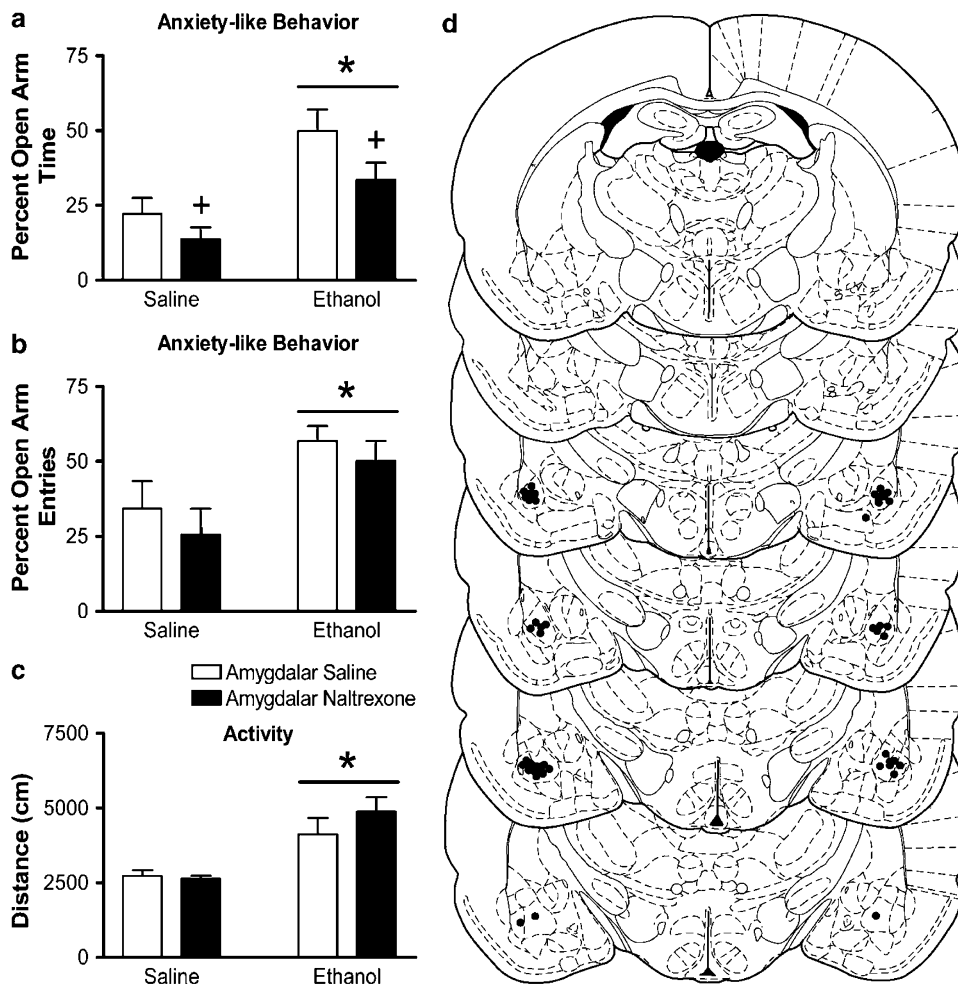 a
Anxiety-like Behavior
Percent Open Arm
Time
75
50
25
0
*
+
+
Saline
Ethanol
b
Anxiety-like Behavior
Percent Open Arm
Entries
75
50
25
0
*
Saline
Ethanol
c
Amygdalar Saline
Amygdalar Naltrexone
Activity
Distance (cm)
7500
5000
2500
0
*
Saline
Ethanol
d